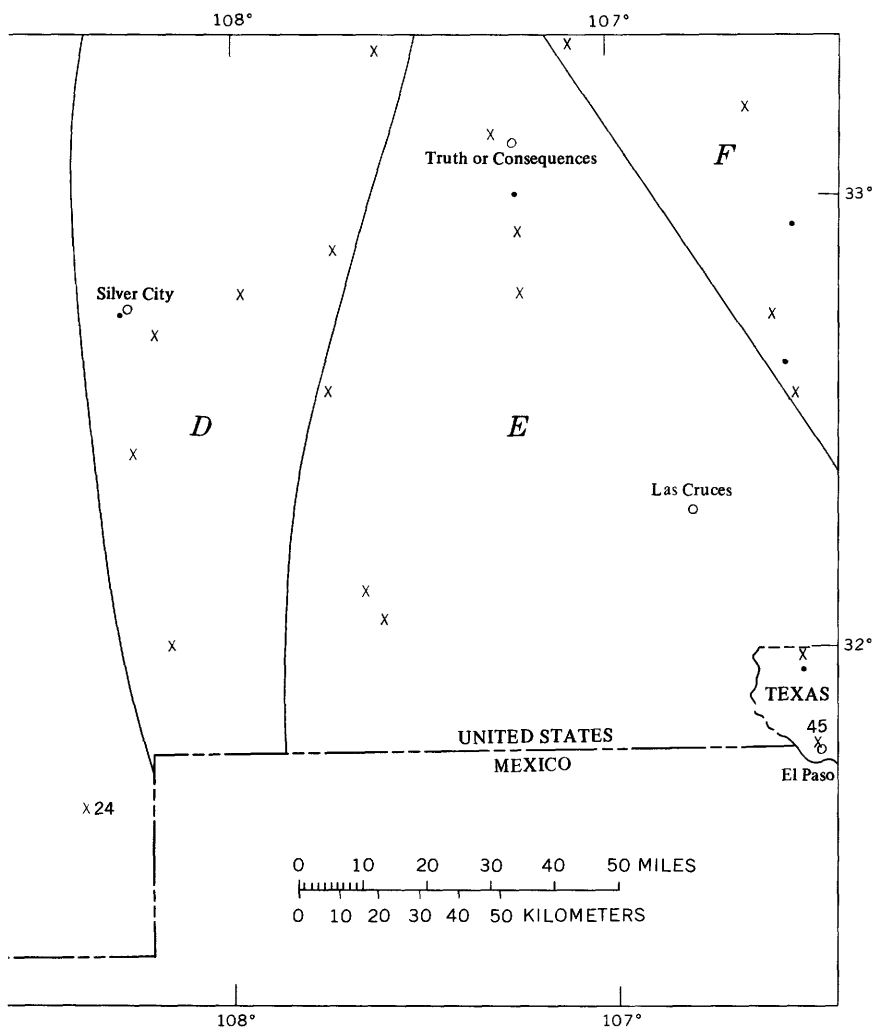 108° 107°
X
X
X
X
Truth or Consequences
F
33°
X
X
Silver City
X
X
X
X
X
D
X
E
X
X
Las Cruces
X
X
X
32°
X
TEXAS
45
X
UNITED STATES
MEXICO
El Paso
X 24
0 10 20 30 40 50 MILES
0 10 20 30 40 50 KILOMETERS
108° 107°